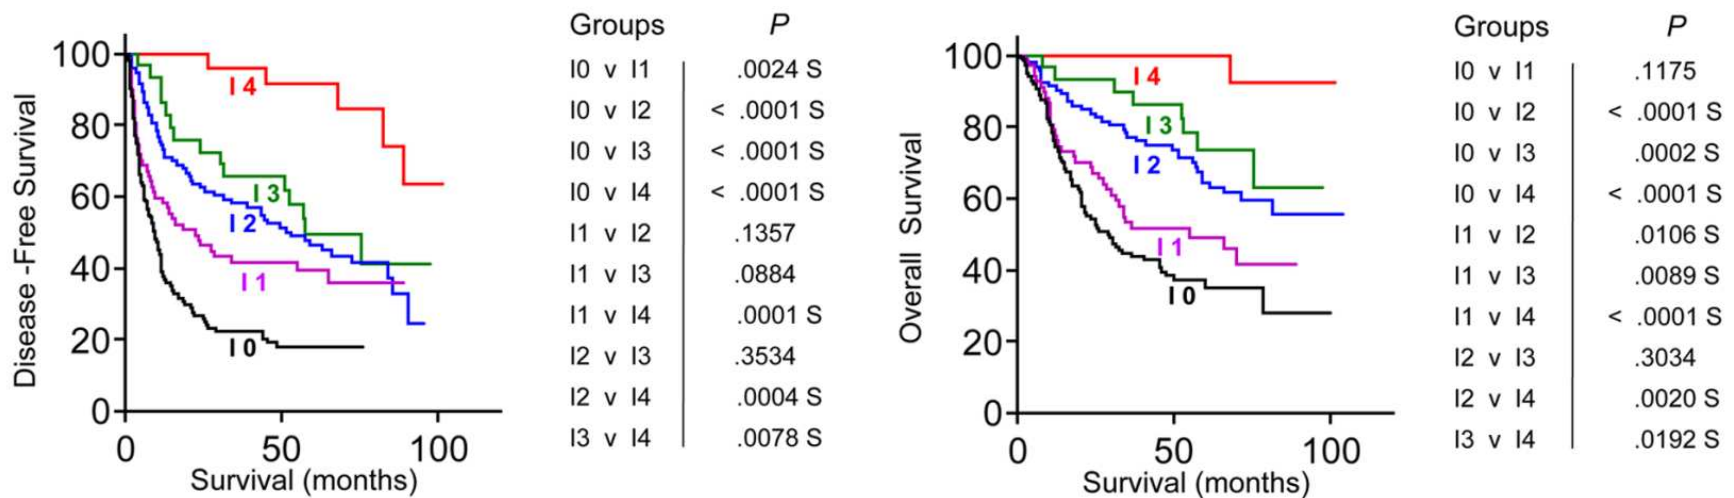 Disease -Free Survival
100
80
60
40
20
0
I 4
I 3
I 2
I 1
I 0
0 50 100
Survival (months)
Groups P
I0 v I1 .0024 S
I0 v I2 < .0001 S
I0 v I3 < .0001 S
I0 v I4 < .0001 S
I1 v I2 .1357
I1 v I3 .0884
I1 v I4 .0001 S
I2 v I3 .3534
I2 v I4 .0004 S
I3 v I4 .0078 S
Overall Survival
100
80
60
40
20
0
I 4
I 3
I 2
I 1
I 0
0 50 100
Survival (months)
Groups P
I0 v I1 .1175
I0 v I2 < .0001 S
I0 v I3 .0002 S
I0 v I4 < .0001 S
I1 v I2 .0106 S
I1 v I3 .0089 S
I1 v I4 < .0001 S
I2 v I3 .3034
I2 v I4 .0020 S
I3 v I4 .0192 S